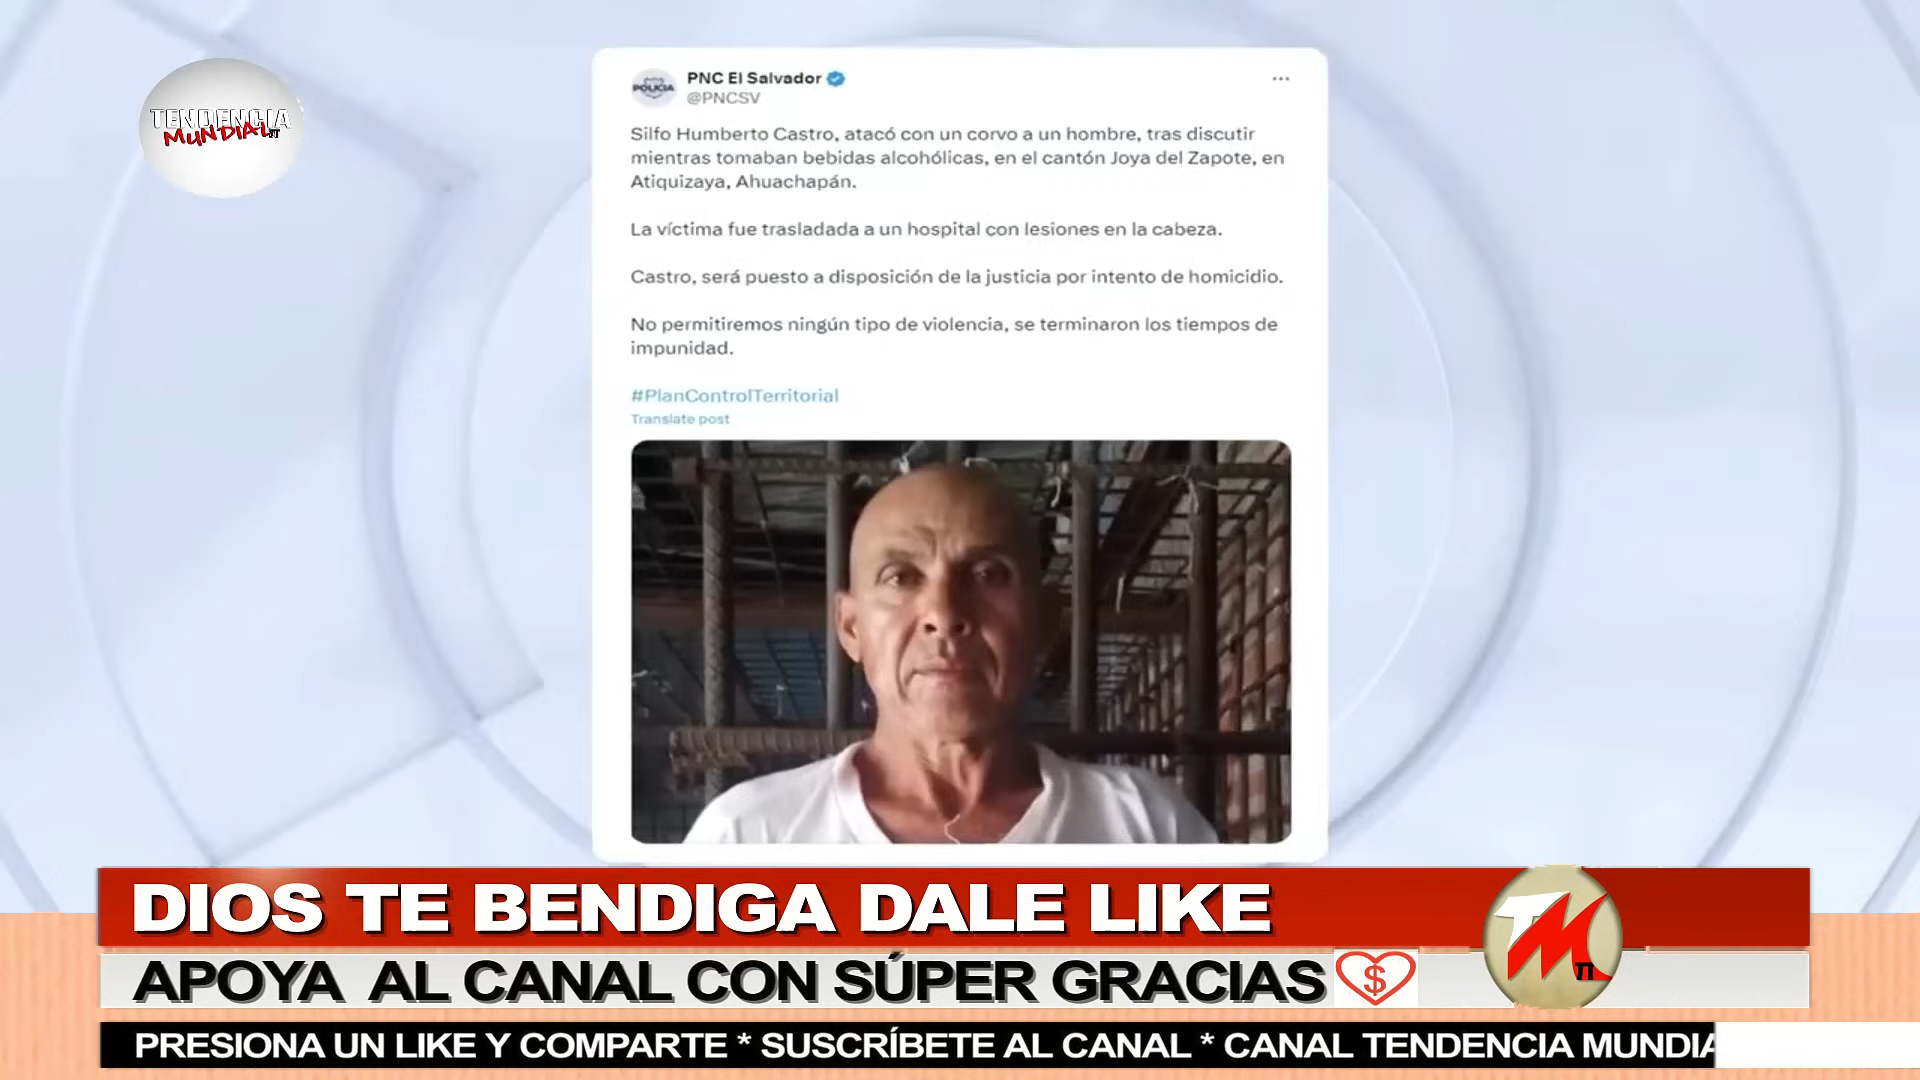 TENDENCIA
MUNDIAL TT
POLICIA
PNC El Salvador
@PNCSV
Silfo Humberto Castro, atacó con un corvo a un hombre, tras discutir
mientras tomaban bebidas alcohólicas, en el cantón Joya del Zapote, en
Atiquizaya, Ahuachapán.
La víctima fue trasladada a un hospital con lesiones en la cabeza.
Castro, será puesto a disposición de la justicia por intento de homicidio.
No permitiremos ningún tipo de violencia, se terminaron los tiempos de
impunidad.
#PlanControlTerritorial
Translate post
DIOS TE BENDIGA DALE LIKE
APOYA AL CANAL CON SÚPER GRACIAS $
TM TT
PRESIONA UN LIKE Y COMPARTE * SUSCRÍBETE AL CANAL * CANAL TENDENCIA MUNDIA